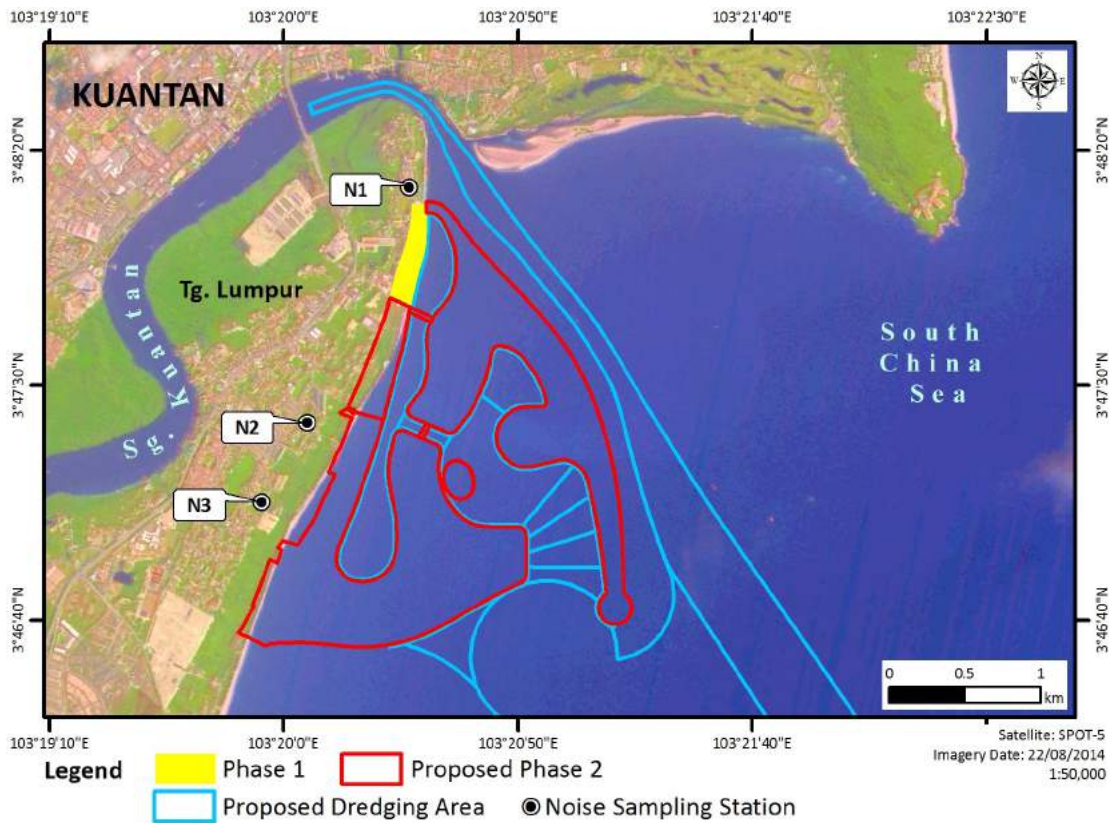 103°19'10"E 103°20'0"E 103°20'50"E 103°21'40"E 103°22'30"E
KUANTAN
N
W E
S
3°48'20"N 3°48'20"N
N1
Tg. Lumpur
Sg. Kuantan
South
China
Sea
3°47'30"N 3°47'30"N
N2
N3
3°46'40"N 3°46'40"N
0 0.5 1
km
103°19'10"E 103°20'0"E 103°20'50"E 103°21'40"E 103°22'30"E
Satellite: SPOT-5
Imagery Date: 22/08/2014
1:50,000
Legend Phase 1 Proposed Phase 2
Proposed Dredging Area Noise Sampling Station